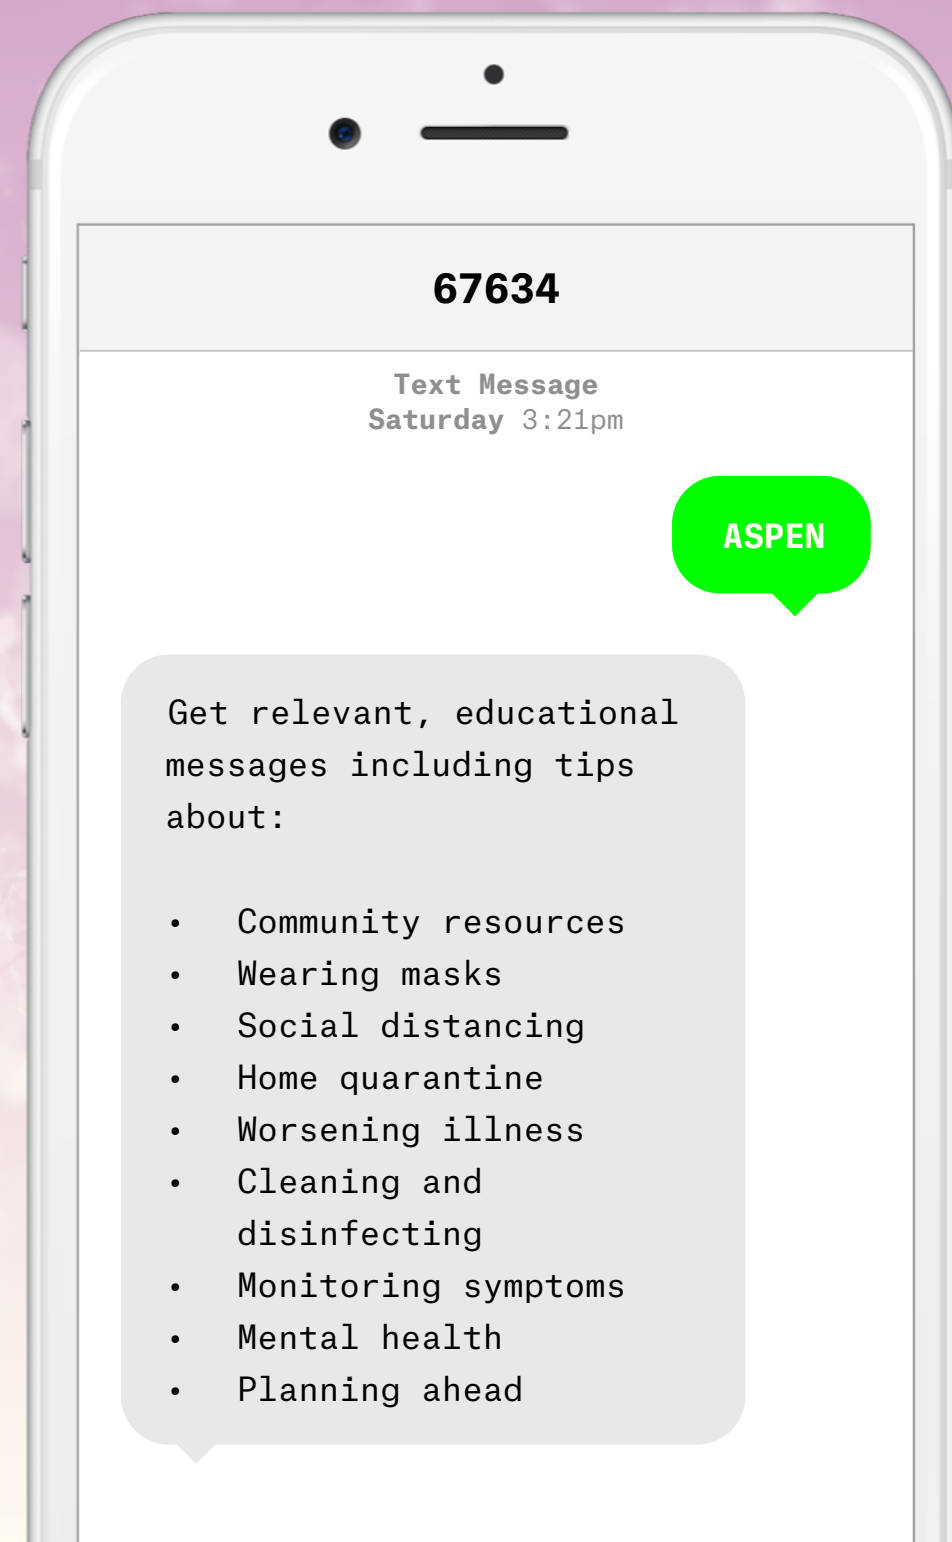 67634
Text Message
Saturday 3:21pm
ASPEN
Get relevant, educational
messages including tips
about:
• Community resources
• Wearing masks
• Social distancing
• Home quarantine
• Worsening illness
• Cleaning and
disinfecting
• Monitoring symptoms
• Mental health
• Planning ahead